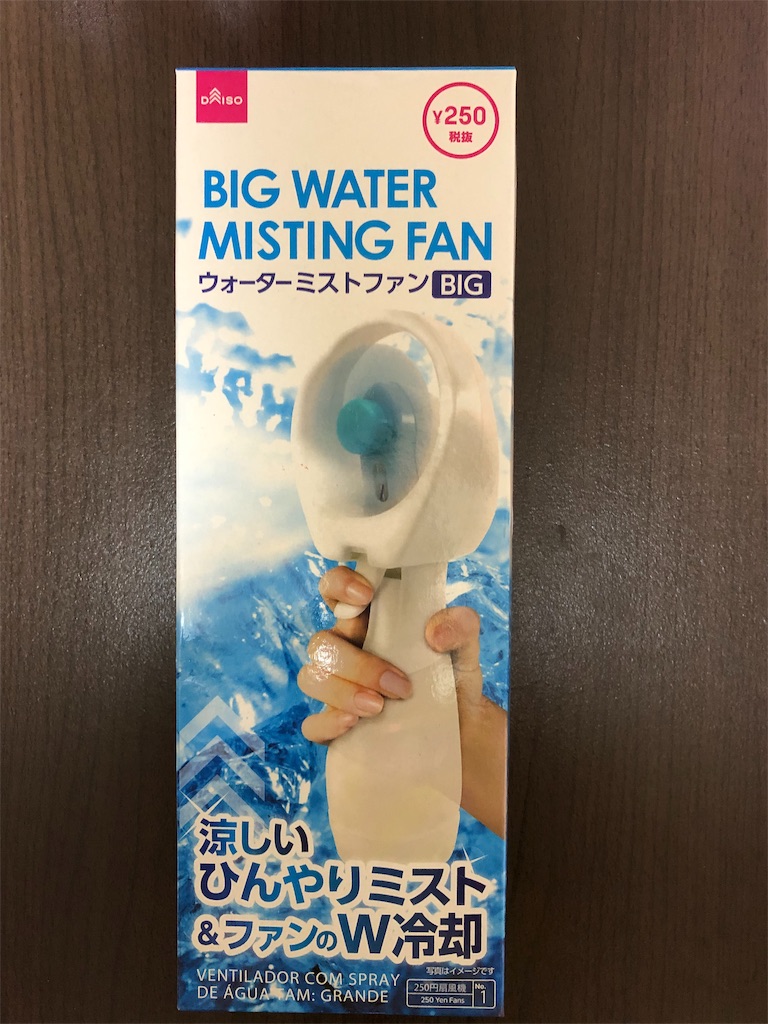 DAISO
¥250
税抜
BIG WATER
MISTING FAN
ウォーターミストファン BIG
涼しい
ひんやりミスト
&ファンのW冷却
写真はイメージです
VENTILADOR COM SPRAY
DE ÁGUA TAM: GRANDE
250円扇風機
250 Yen Fans
No.
1